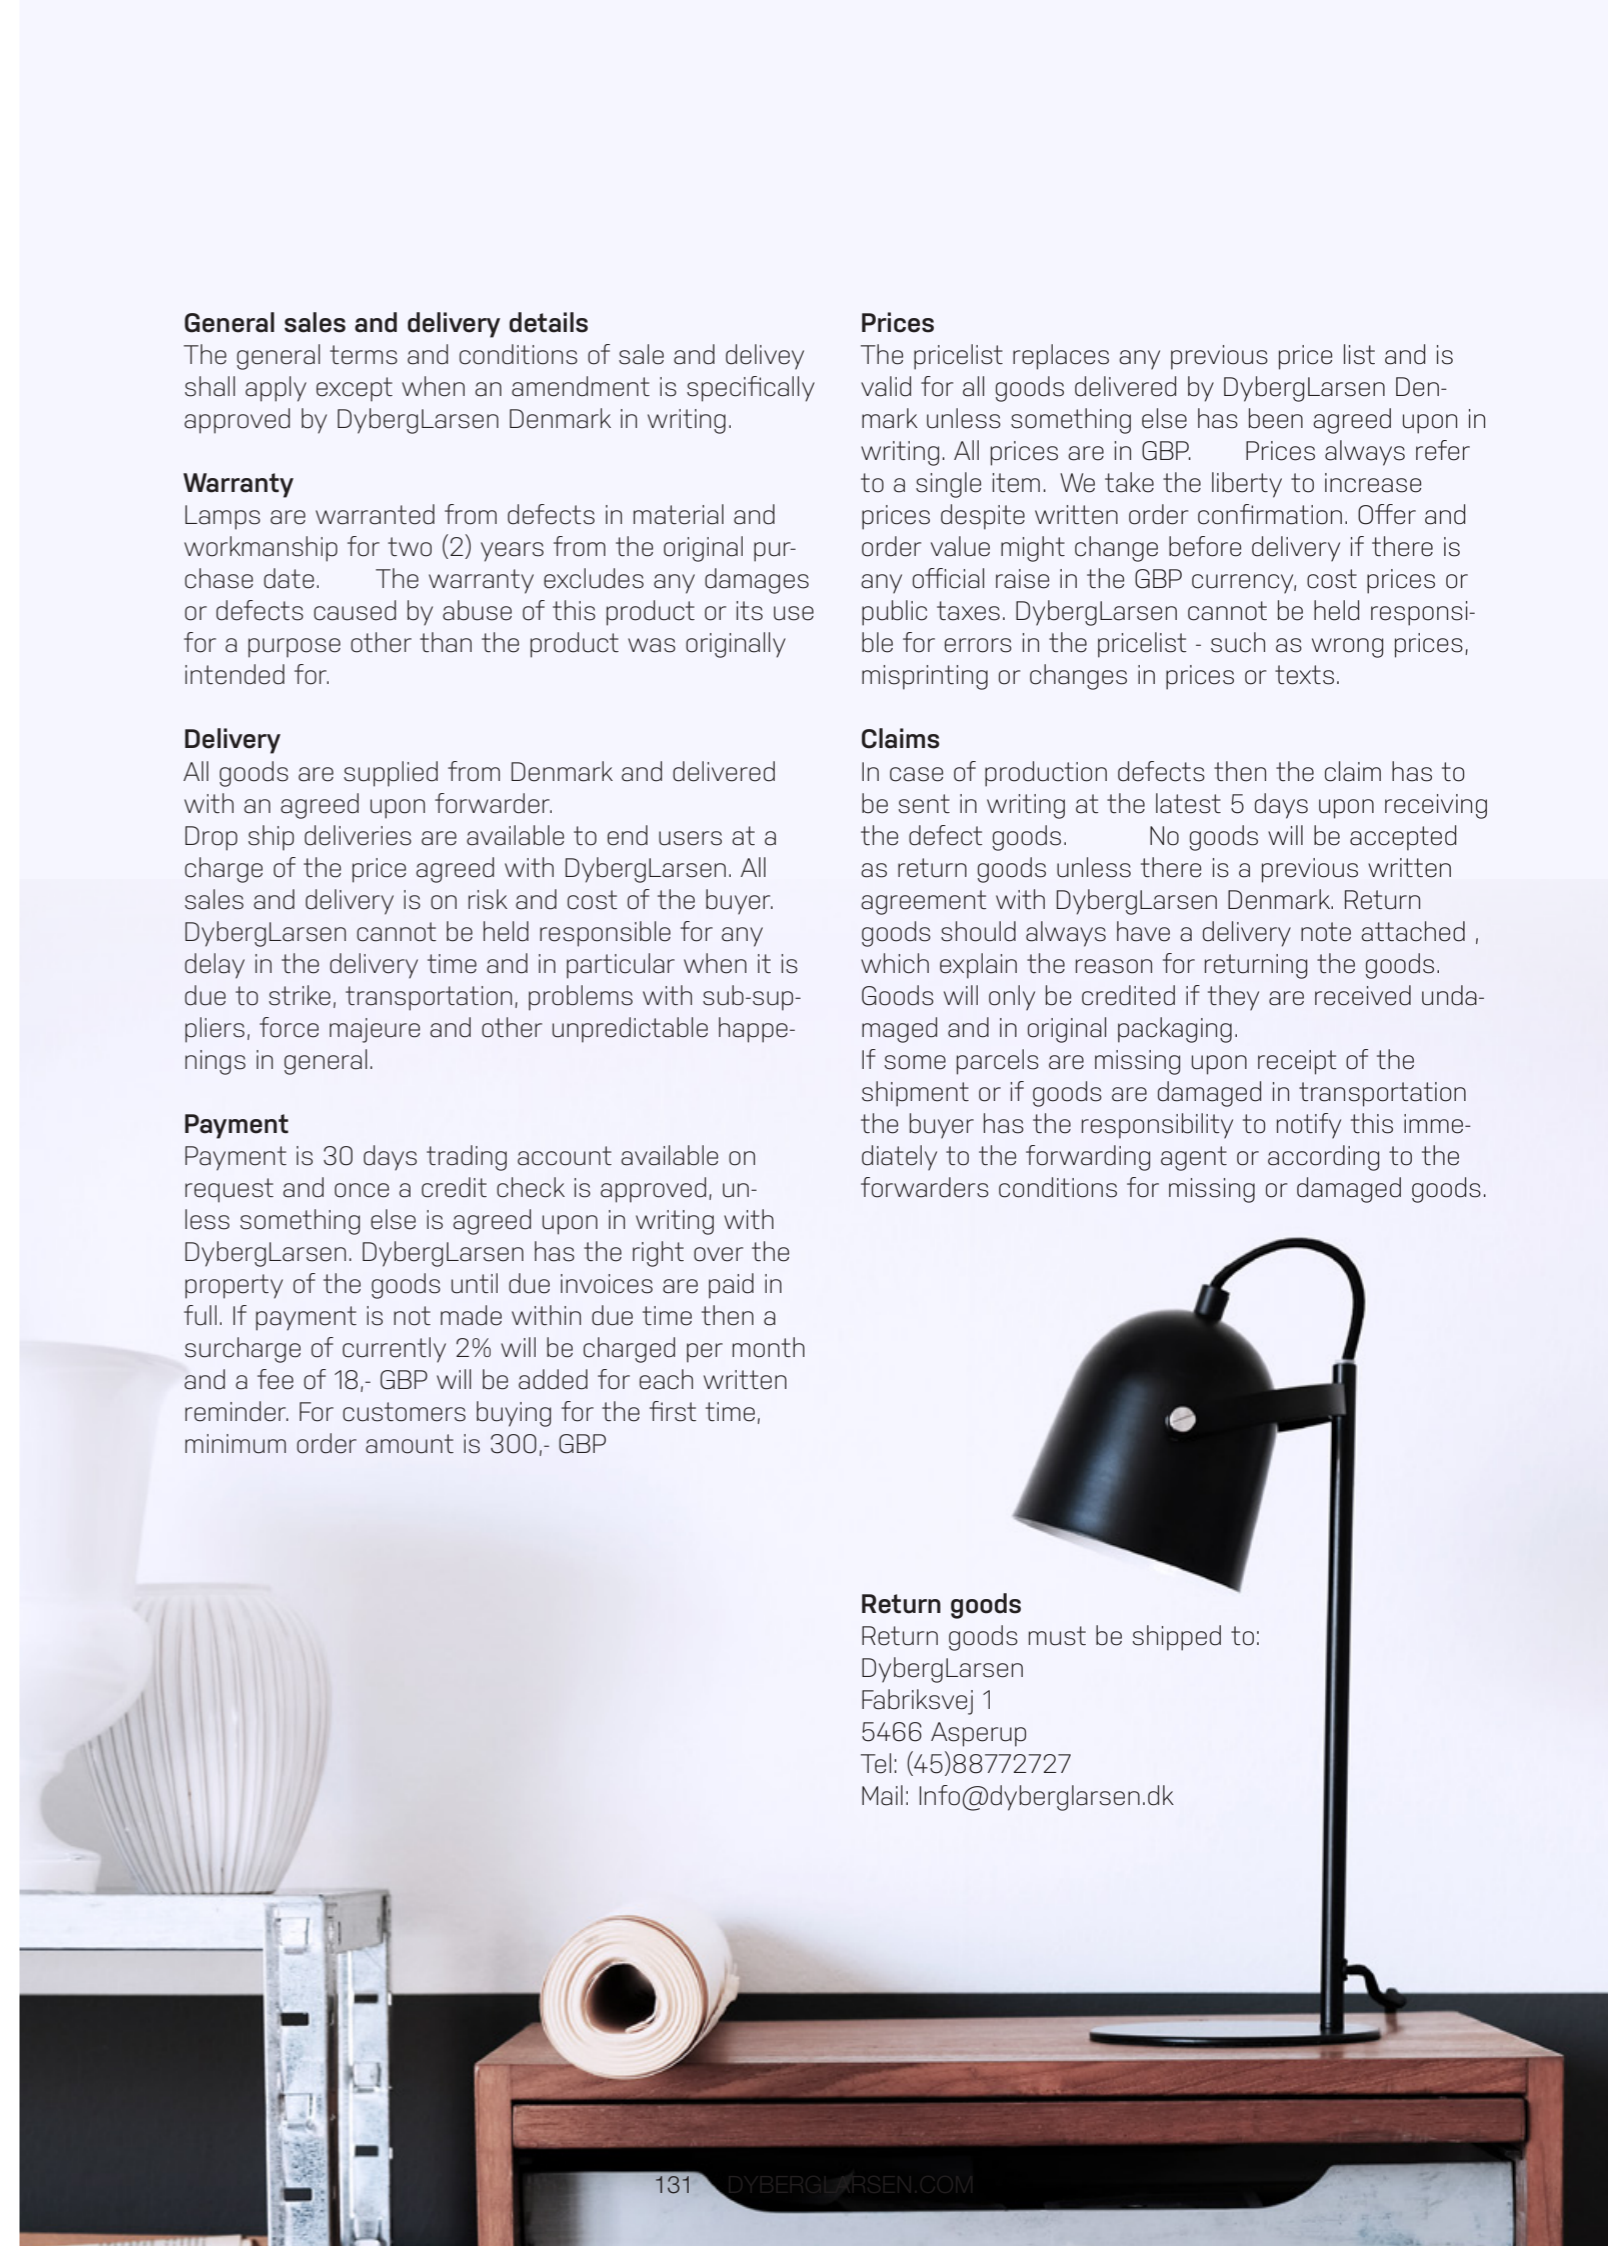 General sales and delivery details
The general terms and conditions of sale and delivey
shall apply except when an amendment is specifically
approved by DybergLarsen Denmark in writing.
Warranty
Lamps are warranted from defects in material and
workmanship for two (2) years from the original pur-
chase date. The warranty excludes any damages
or defects caused by abuse of this product or its use
for a purpose other than the product was originally
intended for.
Delivery
All goods are supplied from Denmark and delivered
with an agreed upon forwarder.
Drop ship deliveries are available to end users at a
charge of the price agreed with DybergLarsen. All
sales and delivery is on risk and cost of the buyer.
DybergLarsen cannot be held responsible for any
delay in the delivery time and in particular when it is
due to strike, transportation, problems with sub-sup-
pliers, force majeure and other unpredictable happe-
nings in general.
Payment
Payment is 30 days trading account available on
request and once a credit check is approved, un-
less something else is agreed upon in writing with
DybergLarsen. DybergLarsen has the right over the
property of the goods until due invoices are paid in
full. If payment is not made within due time then a
surcharge of currently 2% will be charged per month
and a fee of 18,- GBP will be added for each written
reminder. For customers buying for the first time,
minimum order amount is 300,- GBP
Prices
The pricelist replaces any previous price list and is
valid for all goods delivered by DybergLarsen Den-
mark unless something else has been agreed upon in
writing. All prices are in GBP. Prices always refer
to a single item. We take the liberty to increase
prices despite written order confirmation. Offer and
order value might change before delivery if there is
any official raise in the GBP currency, cost prices or
public taxes. DybergLarsen cannot be held responsi-
ble for errors in the pricelist - such as wrong prices,
misprinting or changes in prices or texts.
Claims
In case of production defects then the claim has to
be sent in writing at the latest 5 days upon receiving
the defect goods. No goods will be accepted
as return goods unless there is a previous written
agreement with DybergLarsen Denmark. Return
goods should always have a delivery note attached ,
which explain the reason for returning the goods.
Goods will only be credited if they are received unda-
maged and in original packaging.
If some parcels are missing upon receipt of the
shipment or if goods are damaged in transportation
the buyer has the responsibility to notify this imme-
diately to the forwarding agent or according to the
forwarders conditions for missing or damaged goods.
Return goods
Return goods must be shipped to:
DybergLarsen
Fabriksvej 1
5466 Asperup
Tel: (45)88772727
Mail: Info@dyberglarsen.dk
131 DYBERGLARSEN.COM